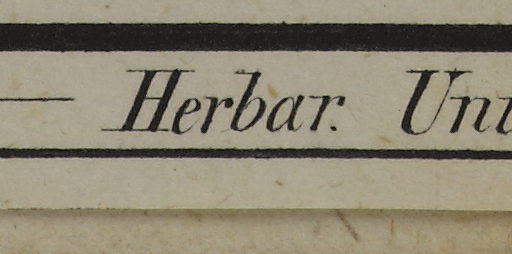 — Herbar. Uni